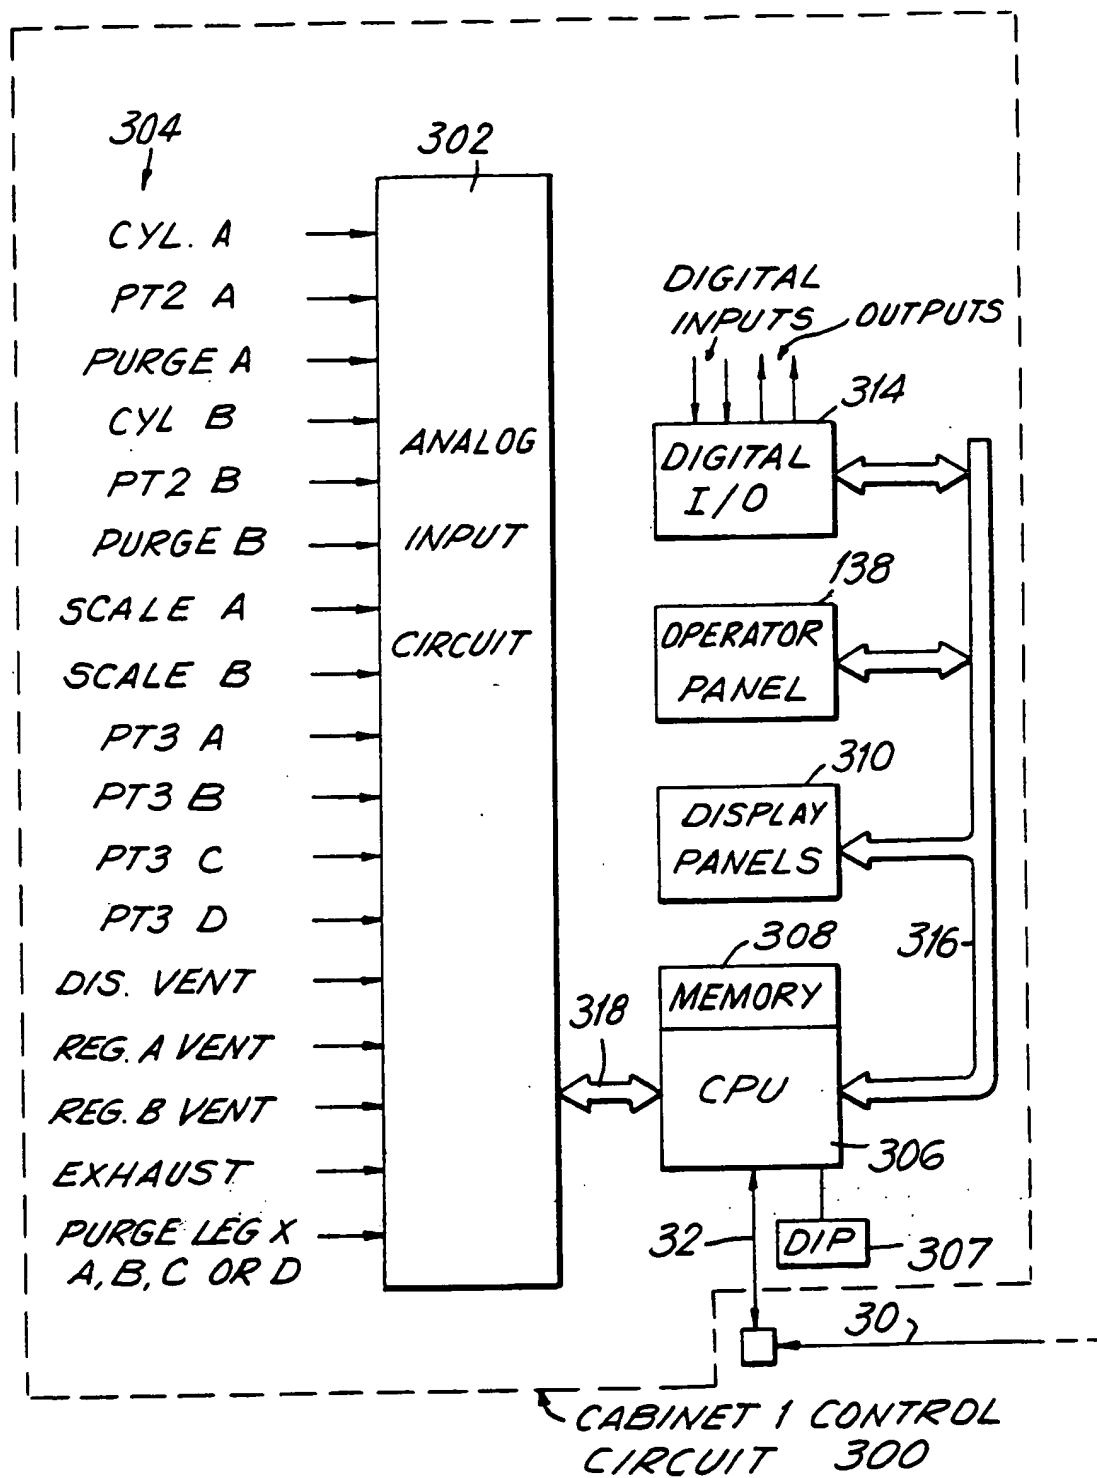 304
302
CYL. A
PT2 A
PURGE A
CYL B
PT2 B
PURGE B
SCALE A
SCALE B
PT3 A
PT3 B
PT3 C
PT3 D
DIS. VENT
REG. A VENT
REG. B VENT
EXHAUST
PURGE LEG X
A, B, C OR D
ANALOG
INPUT
CIRCUIT
DIGITAL
INPUTS
OUTPUTS
314
DIGITAL
I/O
138
OPERATOR
PANEL
310
DISPLAY
PANELS
316
308
MEMORY
318
CPU
306
32
DIP
307
30
CABINET 1 CONTROL
CIRCUIT 300